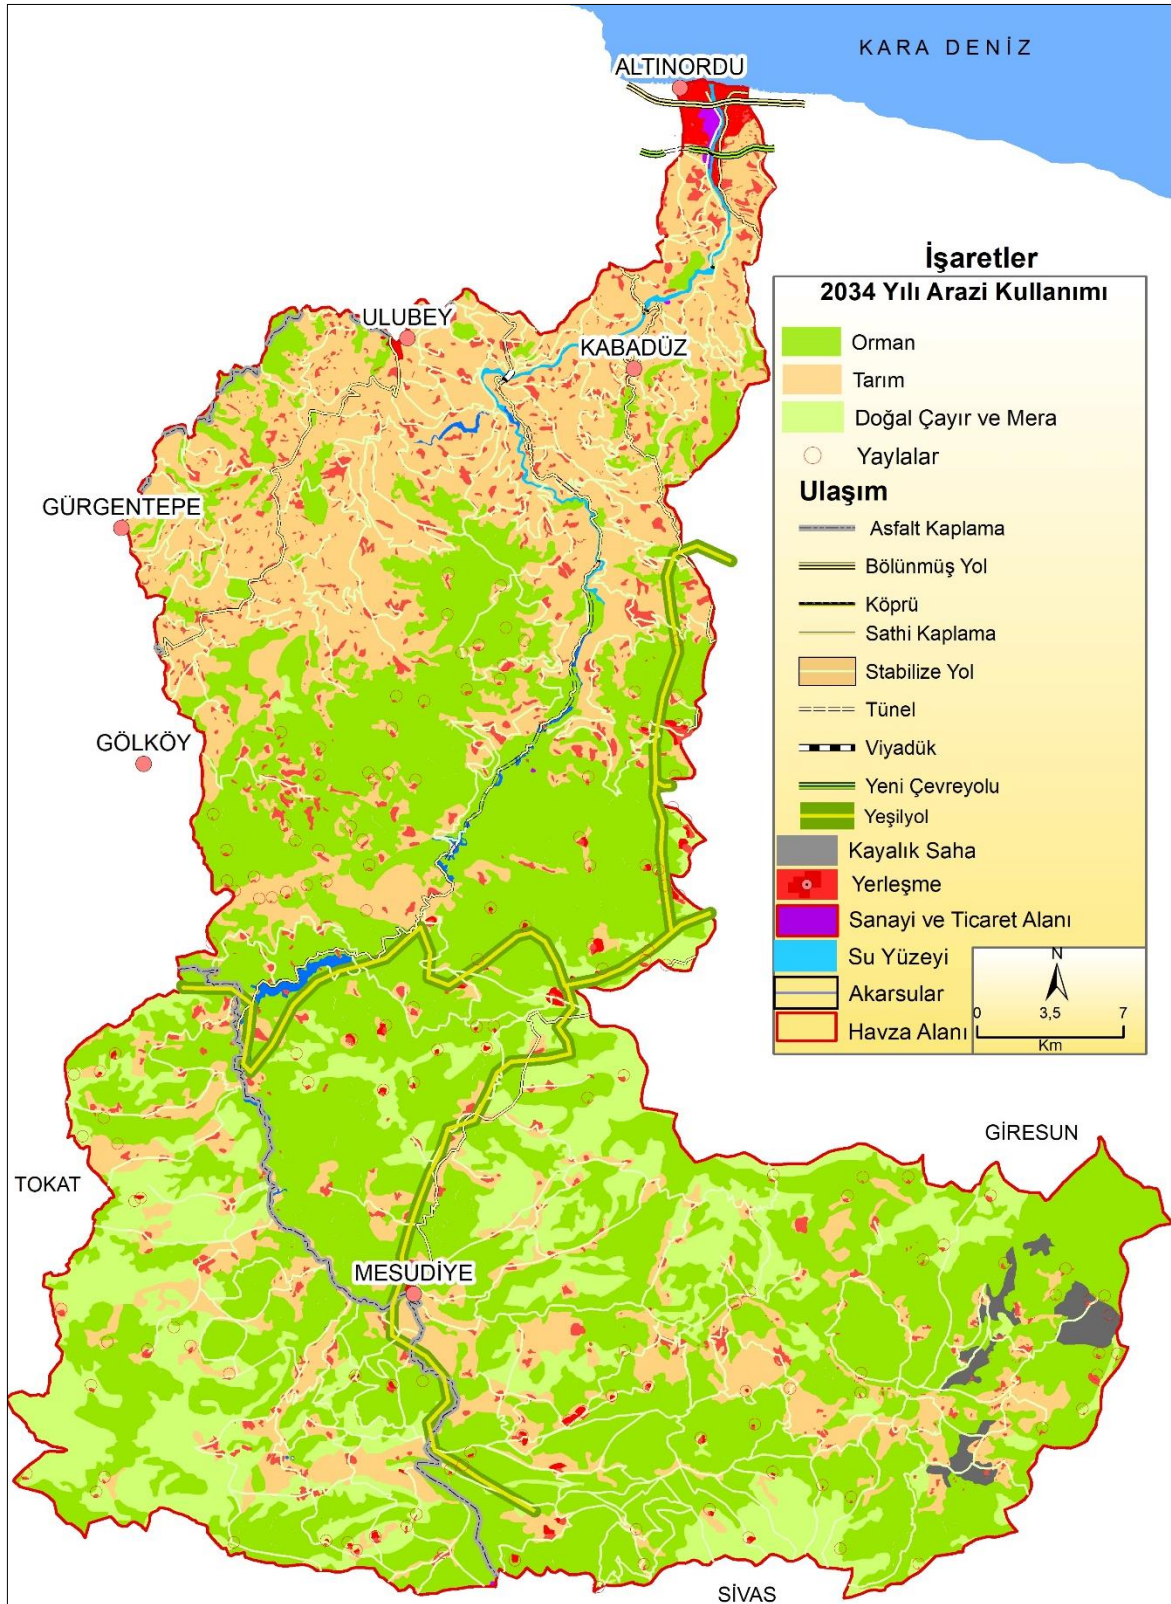 KARA DENİZ
ALTINORDU
İşaretler
2034 Yılı Arazi Kullanımı
ULUBEY
KABADÜZ
Orman
Tarım
Doğal Çayır ve Mera
Yaylalar
Ulaşım
GÜRGENTEPE
Asfalt Kaplama
Bölünmüş Yol
Köprü
Sathi Kaplama
Stabilize Yol
Tünel
GÖLKÖY
Viyadük
Yeni Çevreyolu
Yeşilyol
Kayalık Saha
Yerleşme
Sanayi ve Ticaret Alanı
Su Yüzeyi
Akarsular
Havza Alanı
N
0 3,5 7
Km
GİRESUN
TOKAT
MESUDİYE
SİVAS